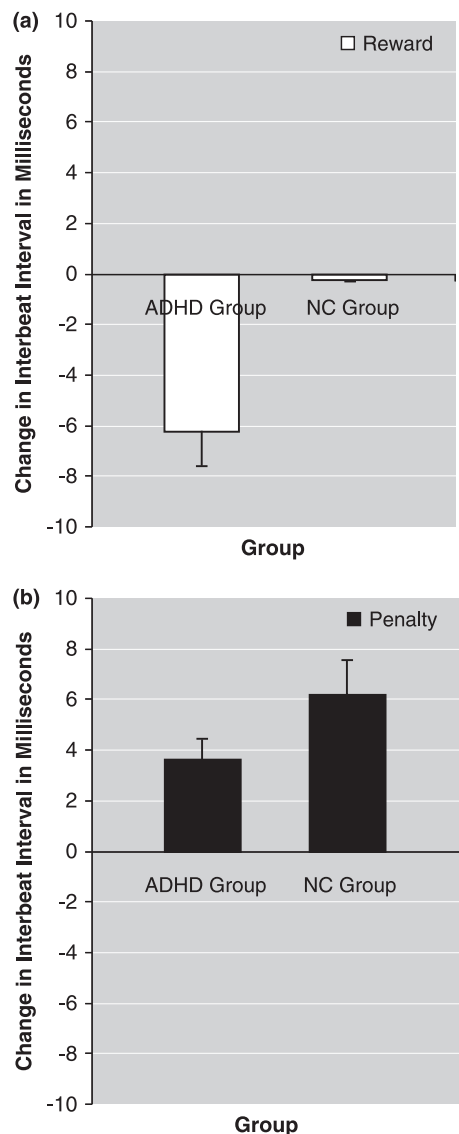 (a)
Reward
Change in Interbeat Interval in Milliseconds
10
8
6
4
2
0
-2
-4
-6
-8
-10
ADHD Group
NC Group
Group
(b)
Penalty
Change in Interbeat Interval in Milliseconds
10
8
6
4
2
0
-2
-4
-6
-8
-10
ADHD Group
NC Group
Group